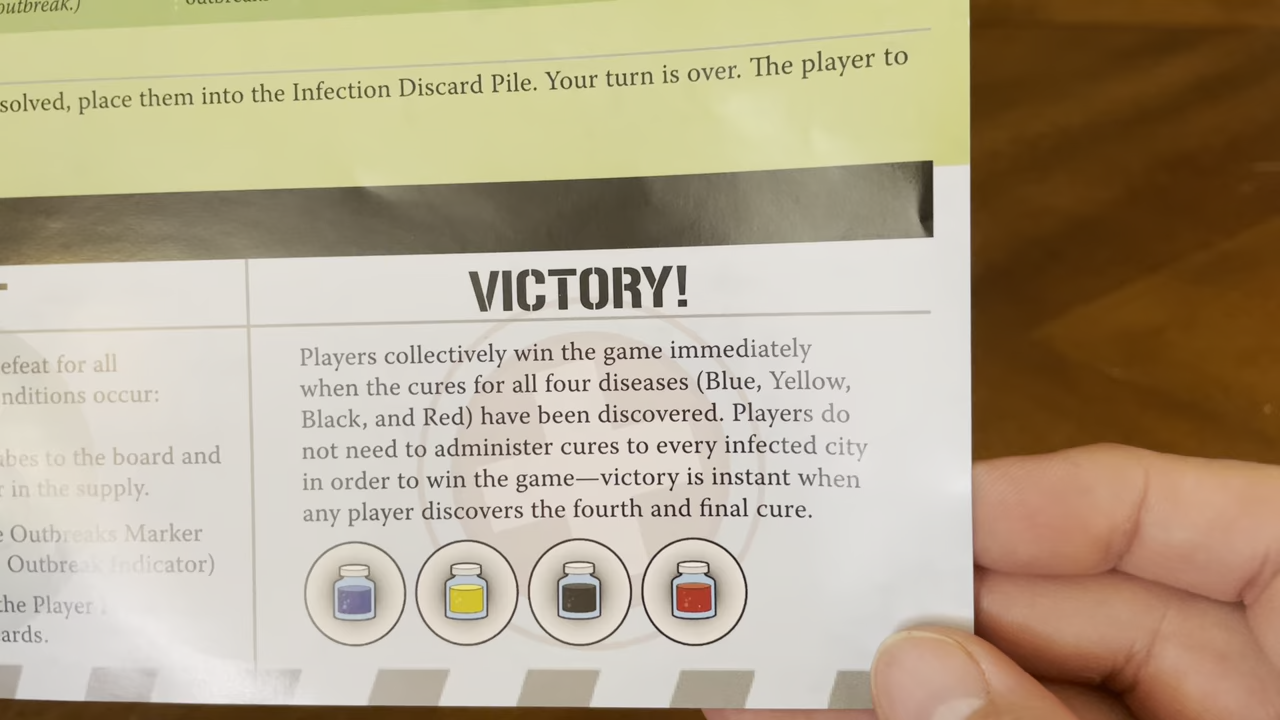 outbreak.)
solved, place them into the Infection Discard Pile. Your turn is over. The player to
efeat for all
nditions occur:
ubes to the board and
r in the supply.
e Outbreaks Marker
Outbreak Indicator)
the Player
ards.
VICTORY!
Players collectively win the game immediately
when the cures for all four diseases (Blue, Yellow,
Black, and Red) have been discovered. Players do
not need to administer cures to every infected city
in order to win the game—victory is instant when
any player discovers the fourth and final cure.